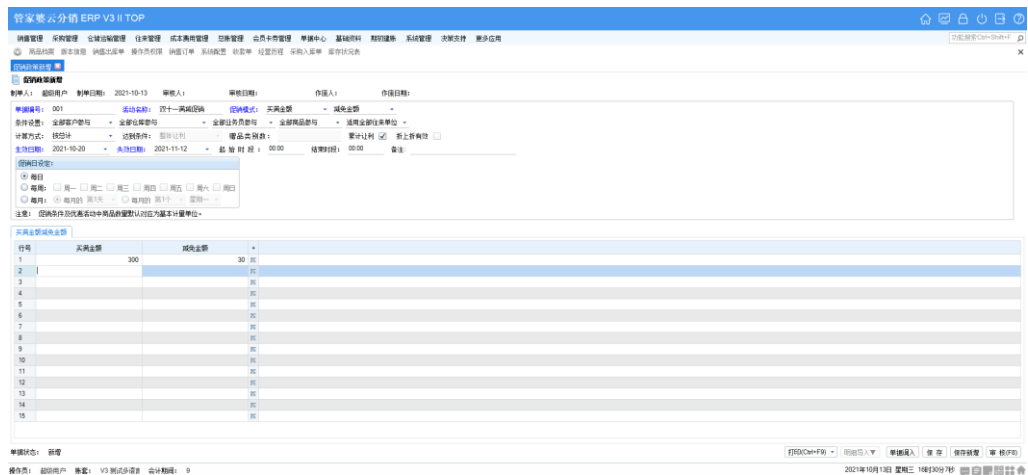 管家婆云分销 ERP V3 II TOP
销售管理 采购管理 仓储运输管理 往来管理 成本费用管理 总账管理 会员卡券管理 单据中心 基础资料 期初建账 系统管理 决策支持 更多应用 功能搜索Ctrl+Shift+F
商品档案 版本信息 销售出库单 操作员权限 销售订单 系统配置 收款单 经营历程 采购入库单 库存状况表
促销政策新增
促销政策新增
制单人: 超级用户 制单日期: 2021-10-13 审核人: 审核日期: 作废人: 作废日期:
单据编号: 001 活动名称: 双十一满减促销 促销模式: 买满金额 减免金额
条件设置: 全部客户参与 全部仓库参与 全部业务员参与 全部商品参与 适用全部往来单位
计算方式: 按总计 达到条件: 整体让利 赠品类别数: 累计让利 折上折有效
生效日期: 2021-10-20 失效日期: 2021-11-12 起始时段: 00:00 结束时段: 00:00 备注:
促销日设定:
每日
每周: 周一 周二 周三 周四 周五 周六 周日
每月: 每月的 第1天 每月的 第1个 星期一
注意: 促销条件及优惠活动中商品数量默认对应为基本计量单位。
买满金额减免金额
行号 买满金额 减免金额
1 300 30
2
3
4
5
6
7
8
9
10
11
12
13
14
15
单据状态: 新增 打印(Ctrl+F9) 明细写入▼ 单据调入 保 存 保存新增 审 核(F8)
操作员: 超级用户 账套: V3测试多语言 会计期间: 9 2021年10月13日 星期三 16时30分7秒